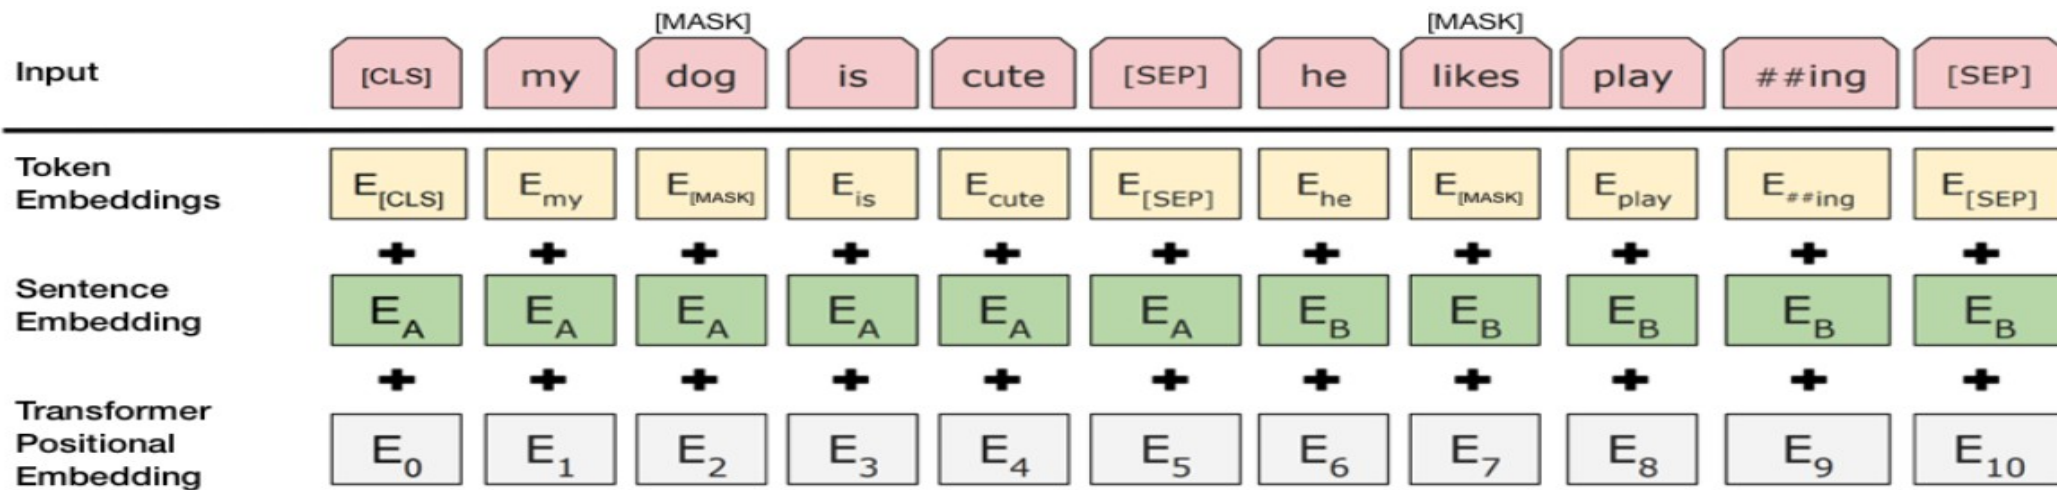 [MASK] [MASK]
Input [CLS] my dog is cute [SEP] he likes play ##ing [SEP]
Token Embeddings E[CLS] Emy E[MASK] Eis Ecute E[SEP] Ehe E[MASK] Eplay E##ing E[SEP]
+ + + + + + + + + + +
Sentence Embedding EA EA EA EA EA EA EB EB EB EB EB
+ + + + + + + + + + +
Transformer Positional Embedding E0 E1 E2 E3 E4 E5 E6 E7 E8 E9 E10